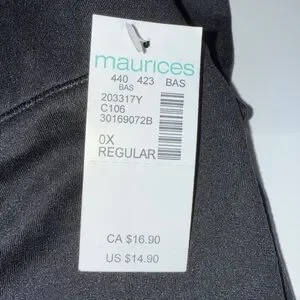 maurices
440 423 BAS
BAS
203317Y
C106
30169072B
0X
REGULAR
CA $16.90
US $14.90